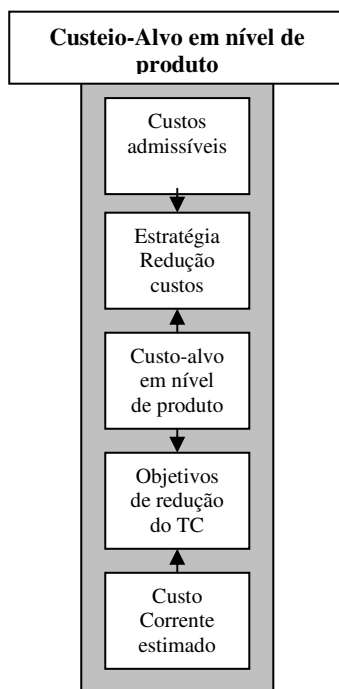 Custeio-Alvo em nível de
produto
Custos
admissíveis
Estratégia
Redução
custos
Custo-alvo
em nível
de produto
Objetivos
de redução
do TC
Custo
Corrente
estimado